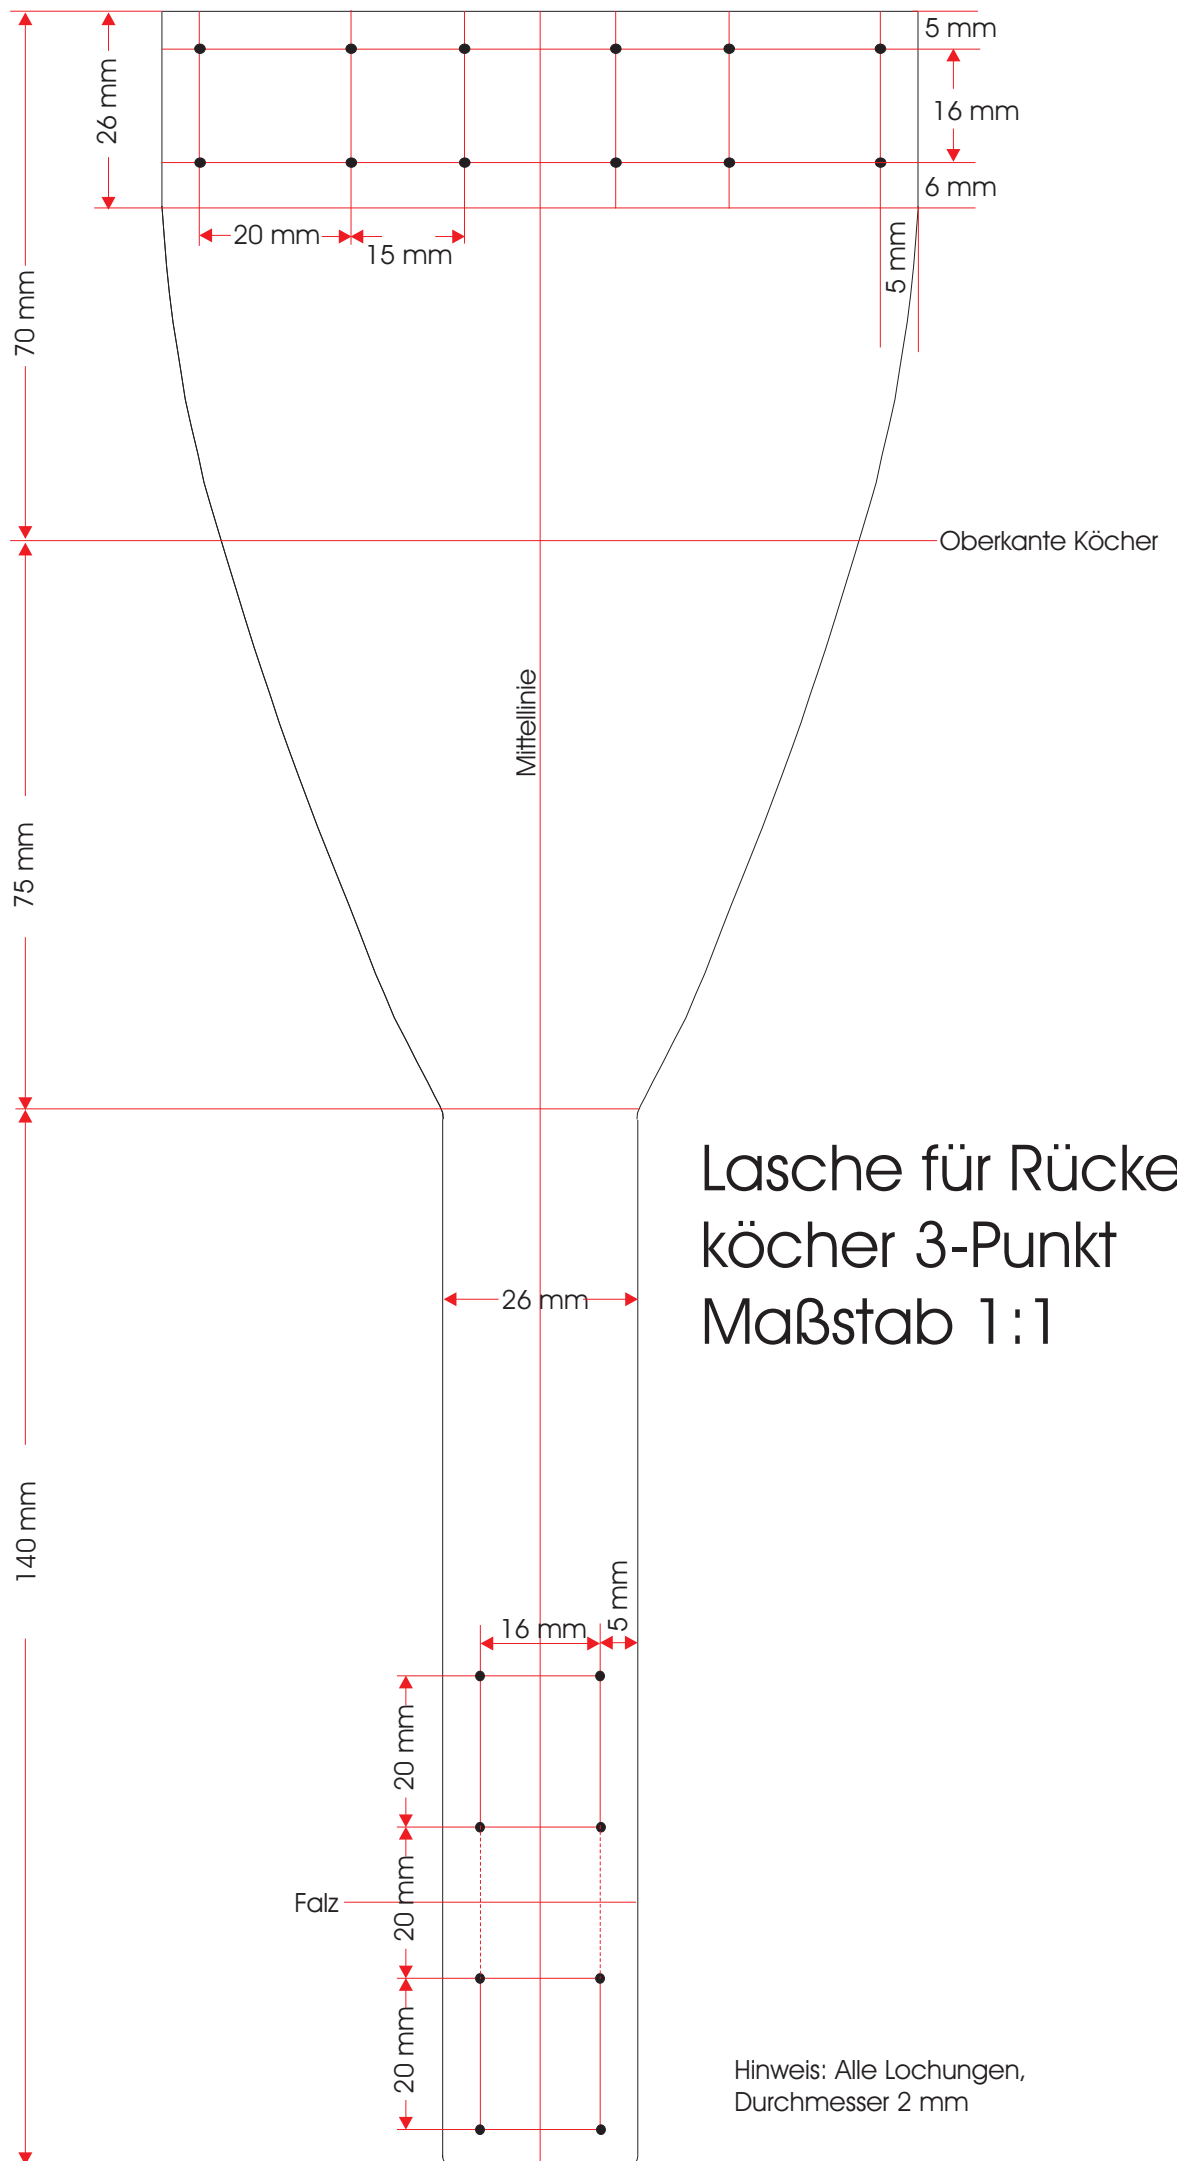 5 mm
26 mm
16 mm
6 mm
20 mm
15 mm
5 mm
70 mm
Oberkante Köcher
Mittellinie
75 mm
Lasche für Rücke
köcher 3-Punkt
Maßstab 1:1
26 mm
140 mm
16 mm
5 mm
20 mm
20 mm
Falz
20 mm
Hinweis: Alle Lochungen,
Durchmesser 2 mm